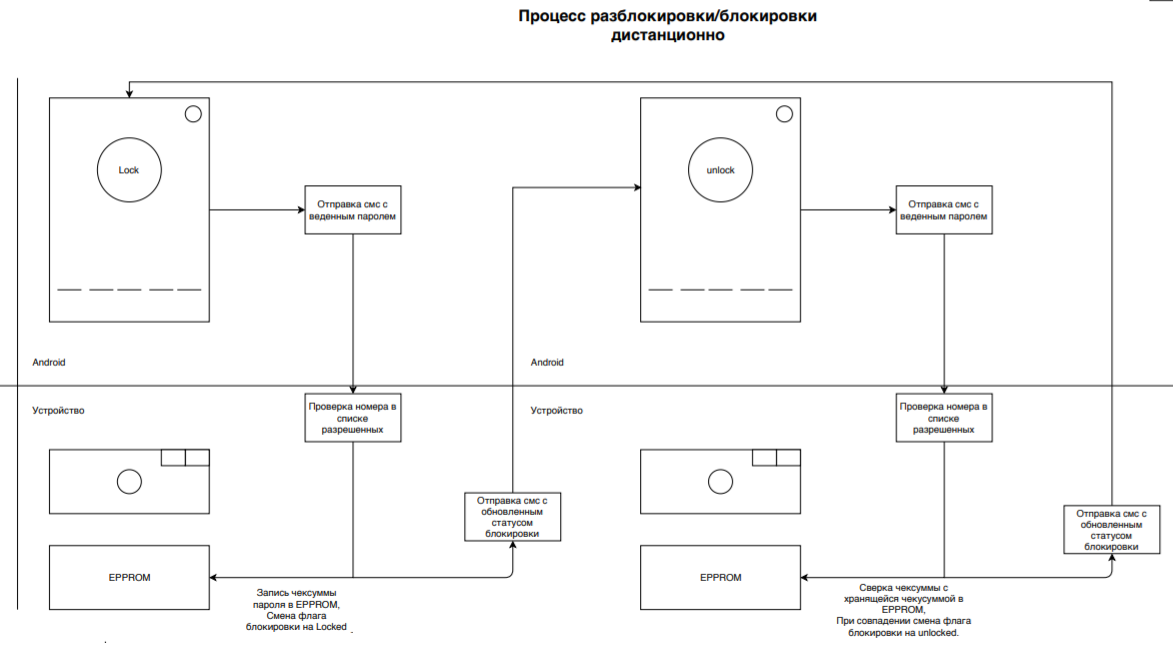 Процесс разблокировки/блокировки
дистанционно
Lock
Отправка смс с
веденным паролем
unlock
Отправка смс с
веденным паролем
Android
Android
Устройство
Проверка номера в
списке
разрешенных
Устройство
Проверка номера в
списке
разрешенных
Отправка смс с
обновленным
статусом
блокировки
Отправка смс с
обновленным
статусом
блокировки
EPPROM
Запись чексуммы
пароля в EPPROM,
Смена флага
блокировки на Locked
EPPROM
Сверка чексуммы с
хранящейся чекусуммой в
EPPROM,
При совпадении смена флага
блокировки на unlocked.